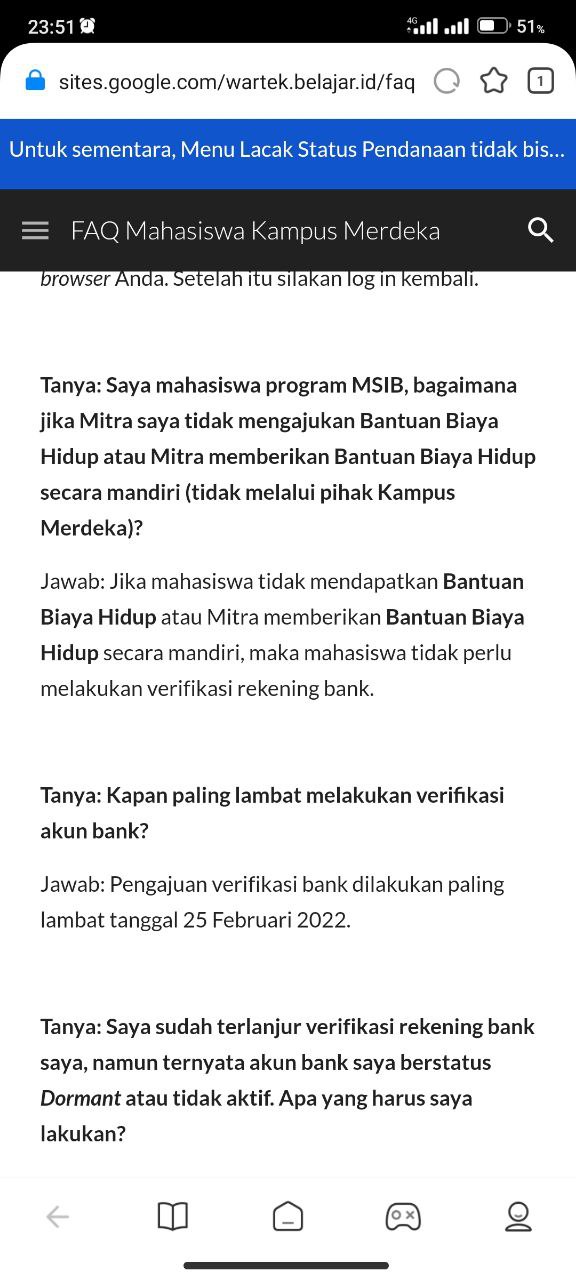 23:51
4G
51%
sites.google.com/wartek.belajar.id/faq
1
Untuk sementara, Menu Lacak Status Pendanaan tidak bis...
FAQ Mahasiswa Kampus Merdeka
browser Anda. Setelah itu silakan log in kembali.
Tanya: Saya mahasiswa program MSIB, bagaimana
jika Mitra saya tidak mengajukan Bantuan Biaya
Hidup atau Mitra memberikan Bantuan Biaya Hidup
secara mandiri (tidak melalui pihak Kampus
Merdeka)?
Jawab: Jika mahasiswa tidak mendapatkan Bantuan
Biaya Hidup atau Mitra memberikan Bantuan Biaya
Hidup secara mandiri, maka mahasiswa tidak perlu
melakukan verifikasi rekening bank.
Tanya: Kapan paling lambat melakukan verifikasi
akun bank?
Jawab: Pengajuan verifikasi bank dilakukan paling
lambat tanggal 25 Februari 2022.
Tanya: Saya sudah terlanjur verifikasi rekening bank
saya, namun ternyata akun bank saya berstatus
Dormant atau tidak aktif. Apa yang harus saya
lakukan?